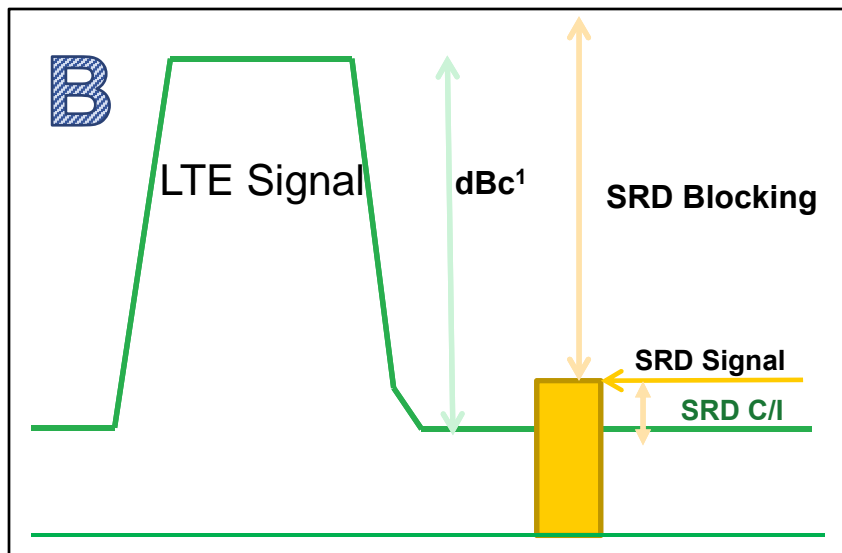 B
LTE Signal
dBc¹
SRD Blocking
SRD Signal
SRD C/I